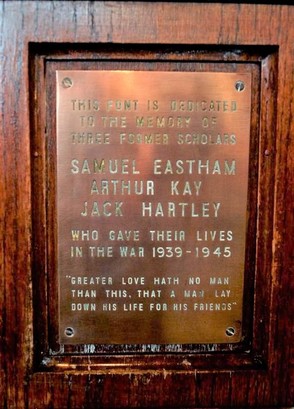 THIS FONT IS DEDICATED
TO THE MEMORY OF
THREE FORMER SCHOLARS
SAMUEL EASTHAM
ARTHUR KAY
JACK HARTLEY
WHO GAVE THEIR LIVES
IN THE WAR 1939-1945
"GREATER LOVE HATH NO MAN
THAN THIS, THAT A MAN LAY
DOWN HIS LIFE FOR HIS FRIENDS"